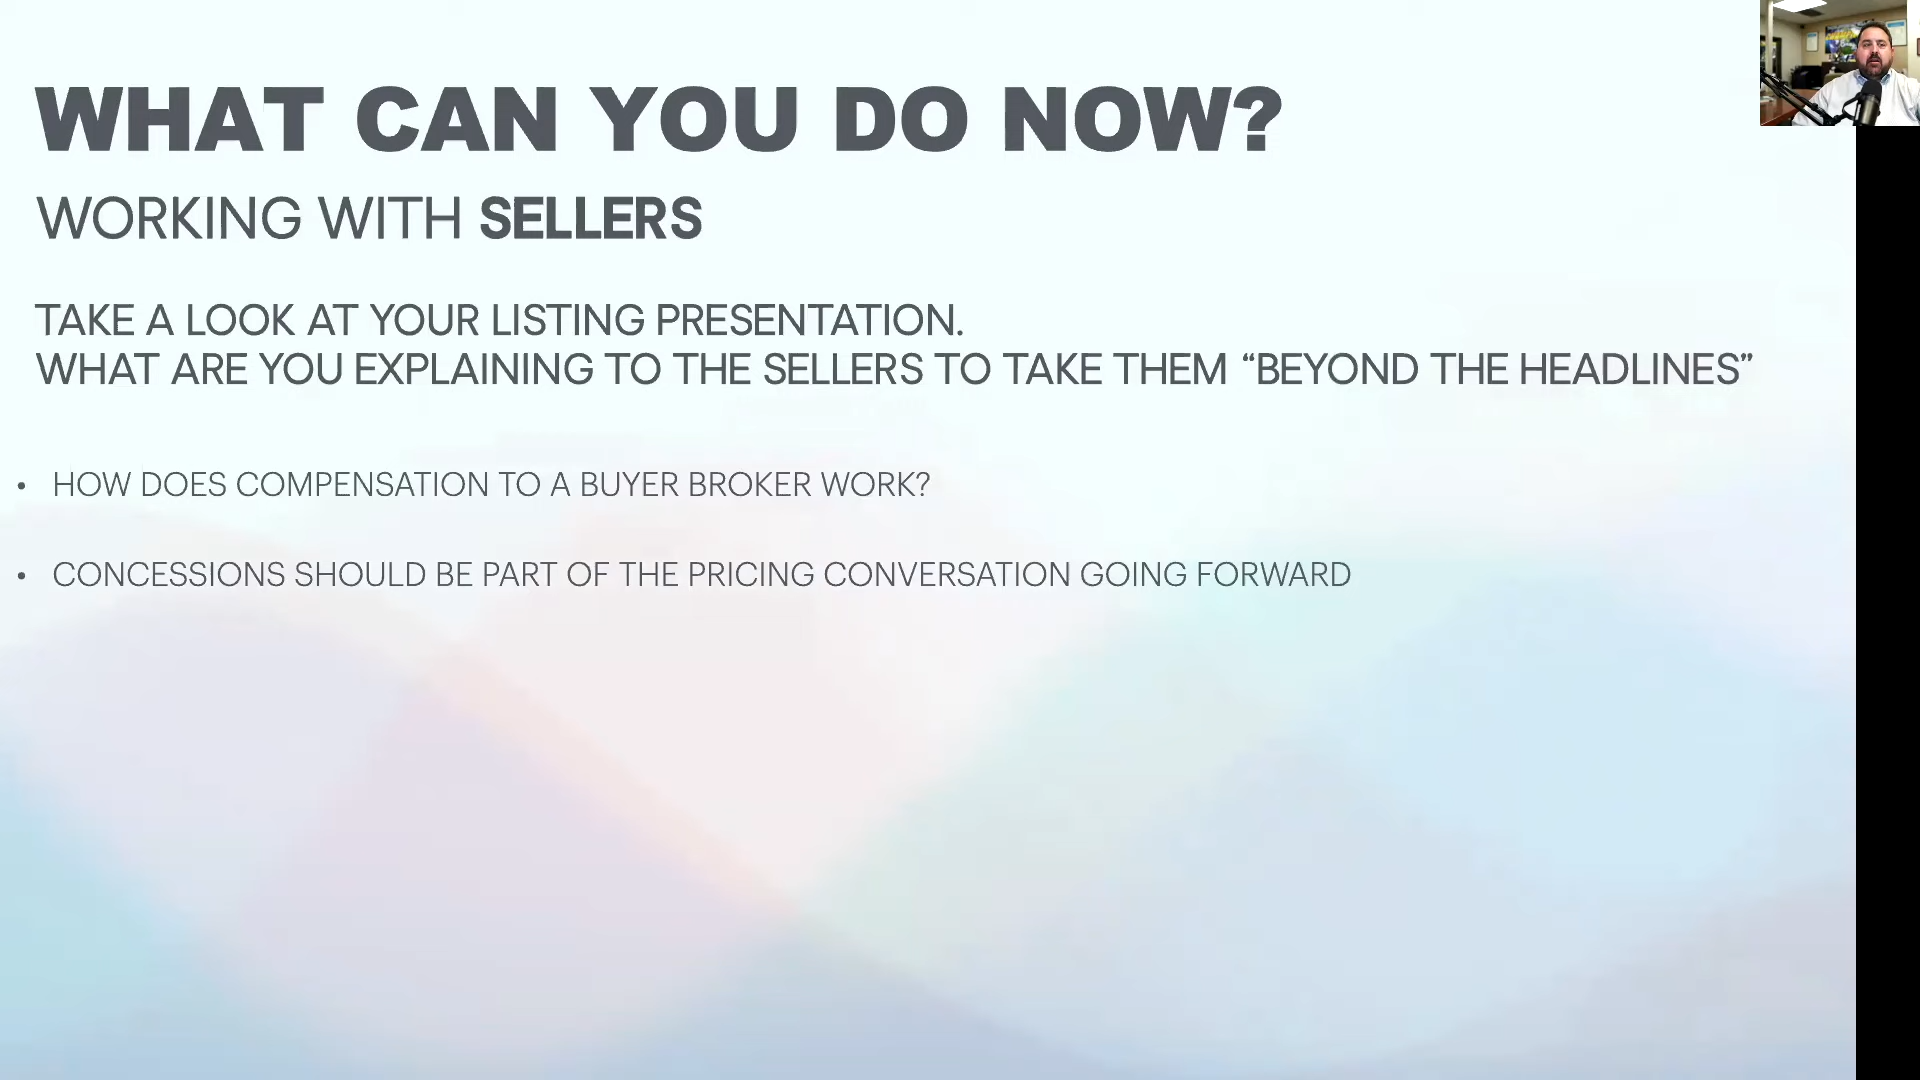 WHAT CAN YOU DO NOW?
WORKING WITH SELLERS
TAKE A LOOK AT YOUR LISTING PRESENTATION.
WHAT ARE YOU EXPLAINING TO THE SELLERS TO TAKE THEM “BEYOND THE HEADLINES”
• HOW DOES COMPENSATION TO A BUYER BROKER WORK?
• CONCESSIONS SHOULD BE PART OF THE PRICING CONVERSATION GOING FORWARD